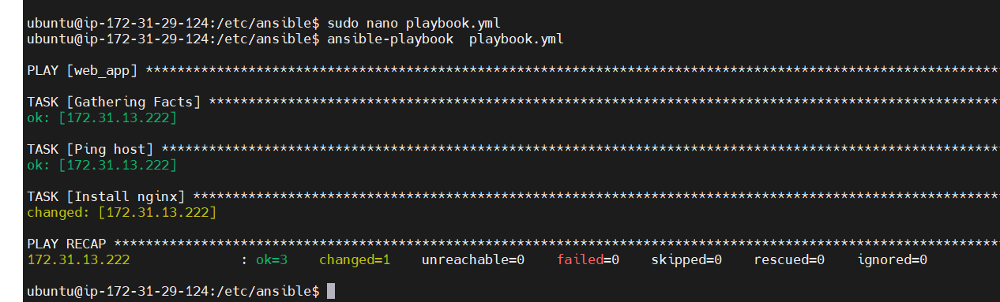 ubuntu@ip-172-31-29-124:/etc/ansible$ sudo nano playbook.yml
ubuntu@ip-172-31-29-124:/etc/ansible$ ansible-playbook  playbook.yml
PLAY [web_app] ************************************************************************************************************
TASK [Gathering Facts] ****************************************************************************************************
ok: [172.31.13.222]
TASK [Ping host] **********************************************************************************************************
ok: [172.31.13.222]
TASK [Install nginx] ******************************************************************************************************
changed: [172.31.13.222]
PLAY RECAP ****************************************************************************************************************
172.31.13.222              : ok=3    changed=1    unreachable=0    failed=0    skipped=0    rescued=0    ignored=0
ubuntu@ip-172-31-29-124:/etc/ansible$